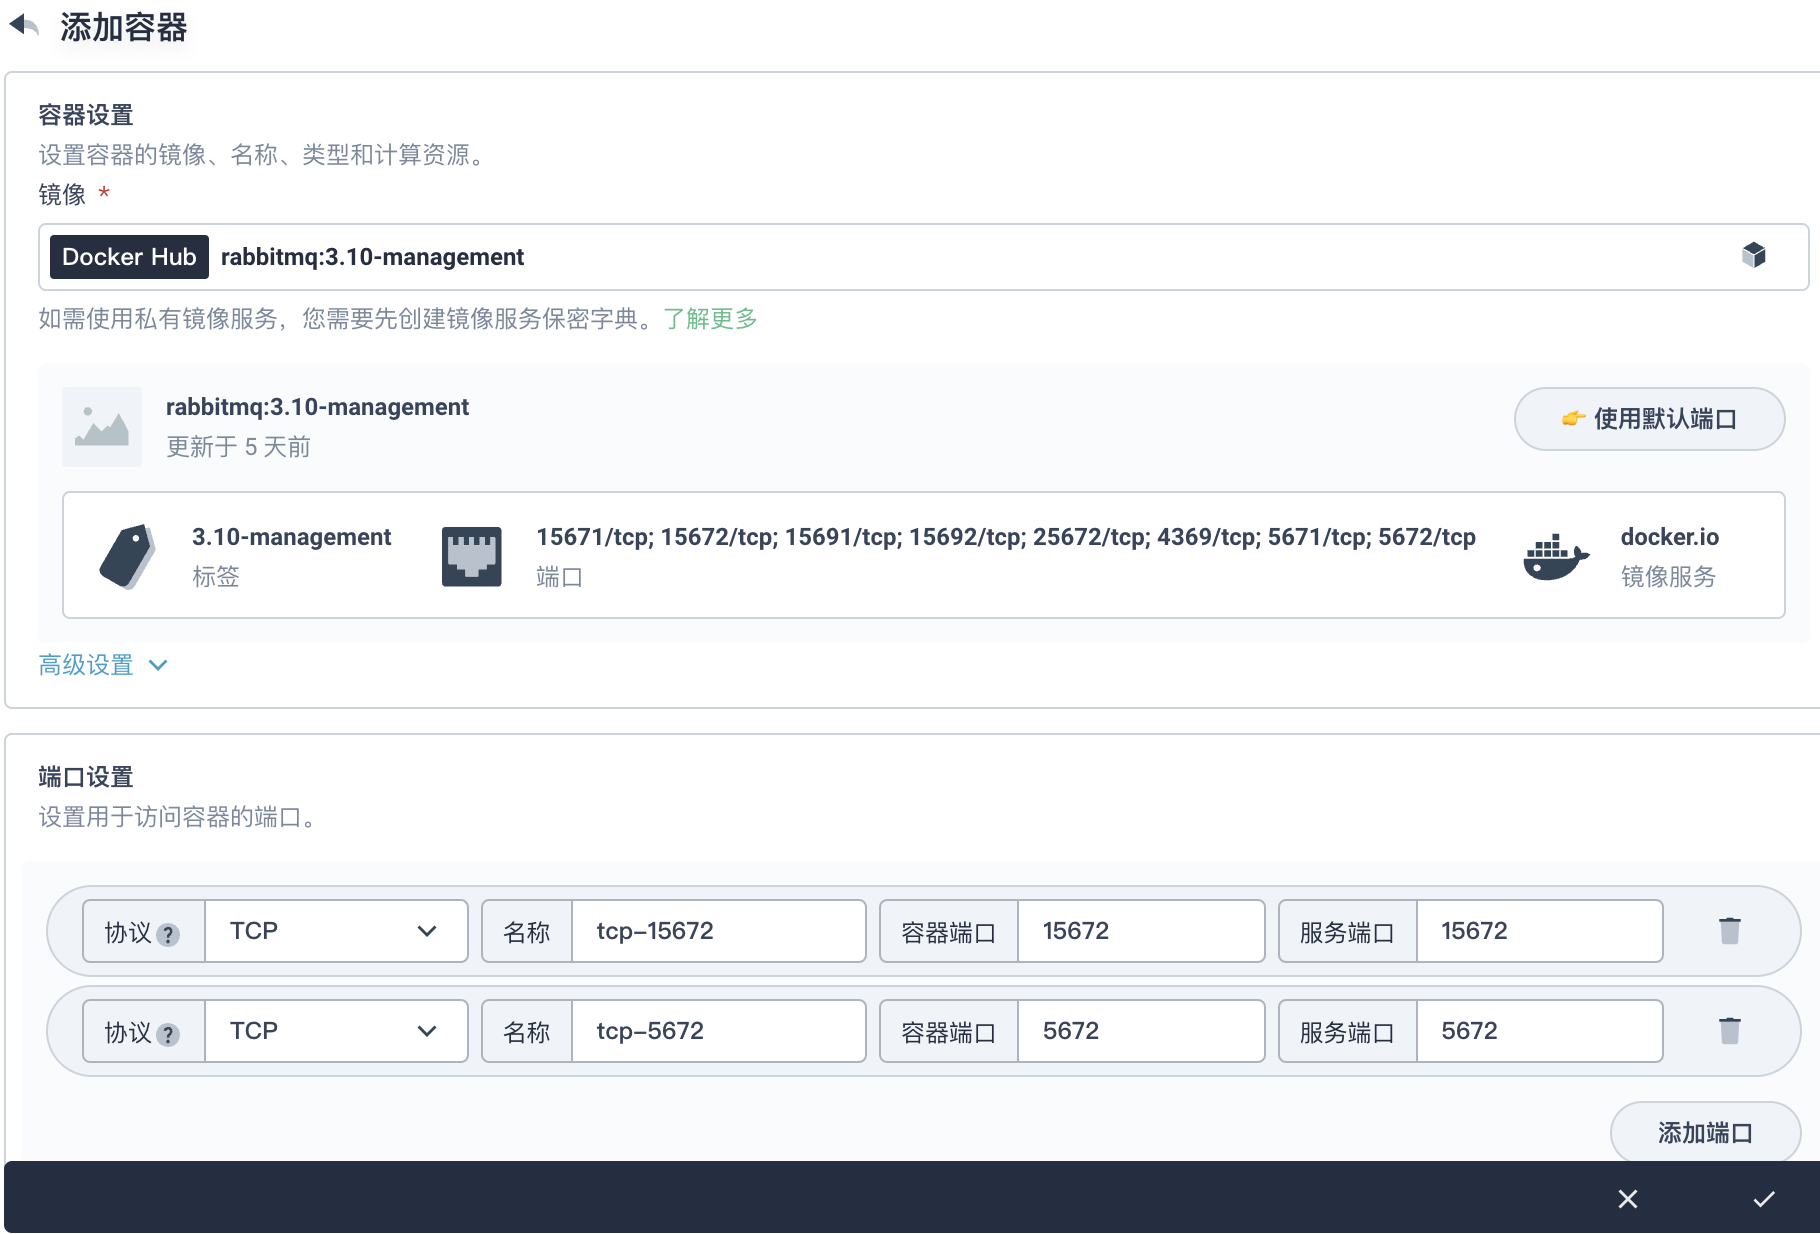 添加容器
容器设置
设置容器的镜像、名称、类型和计算资源。
镜像 *
Docker Hub rabbitmq:3.10-management
如需使用私有镜像服务，您需要先创建镜像服务保密字典。了解更多
rabbitmq:3.10-management
更新于 5 天前
👉 使用默认端口
3.10-management
标签
15671/tcp; 15672/tcp; 15691/tcp; 15692/tcp; 25672/tcp; 4369/tcp; 5671/tcp; 5672/tcp
端口
docker.io
镜像服务
高级设置
端口设置
设置用于访问容器的端口。
协议 ? TCP 名称 tcp-15672 容器端口 15672 服务端口 15672
协议 ? TCP 名称 tcp-5672 容器端口 5672 服务端口 5672
添加端口